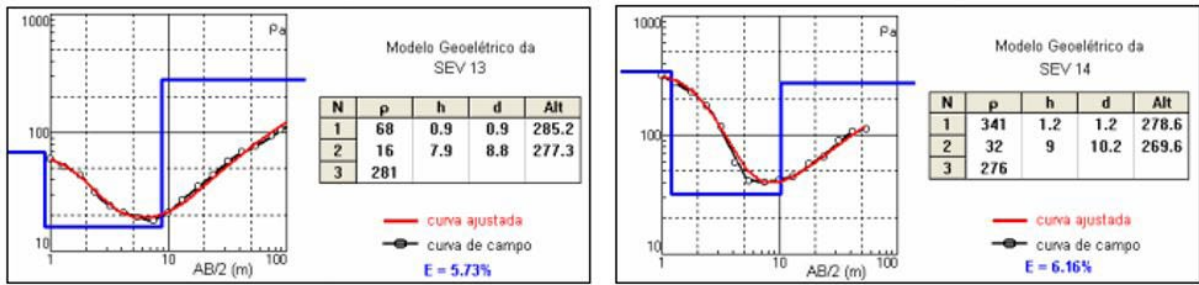 1000
ρa
100
10
1
10
100
AB/2 (m)
Modelo Geoelétrico da
SEV 13
N ρ h d Alt
1 68 0.9 0.9 285.2
2 16 7.9 8.8 277.3
3 281
curva ajustada
curva de campo
E = 5.73%
1000
ρa
100
10
1
10
100
AB/2 (m)
Modelo Geoelétrico da
SEV 14
N ρ h d Alt
1 341 1.2 1.2 278.6
2 32 9 10.2 269.6
3 276
curva ajustada
curva de campo
E = 6.16%